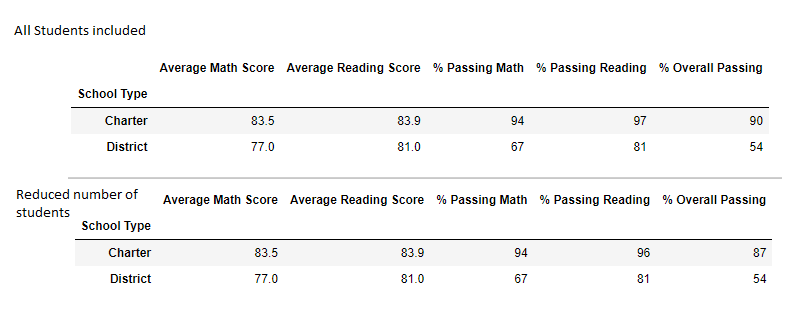 All Students included
Average Math Score Average Reading Score % Passing Math % Passing Reading % Overall Passing
School Type
Charter 83.5 83.9 94 97 90
District 77.0 81.0 67 81 54
Reduced number of students
Average Math Score Average Reading Score % Passing Math % Passing Reading % Overall Passing
School Type
Charter 83.5 83.9 94 96 87
District 77.0 81.0 67 81 54